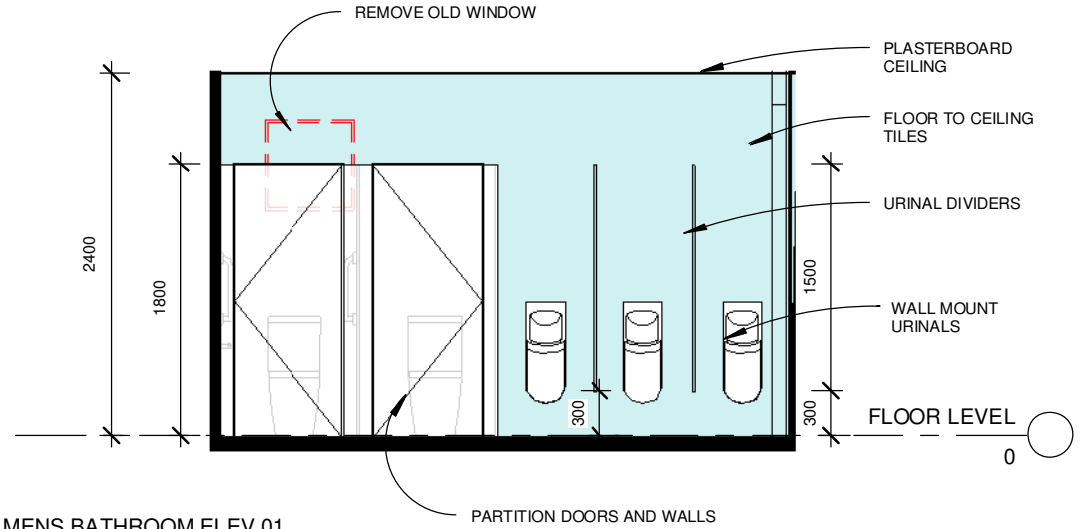 REMOVE OLD WINDOW
PLASTERBOARD
CEILING
FLOOR TO CEILING
TILES
URINAL DIVIDERS
2400
1800
1500
WALL MOUNT
URINALS
300
300
FLOOR LEVEL
0
PARTITION DOORS AND WALLS
MENS BATHROOM ELEV 01